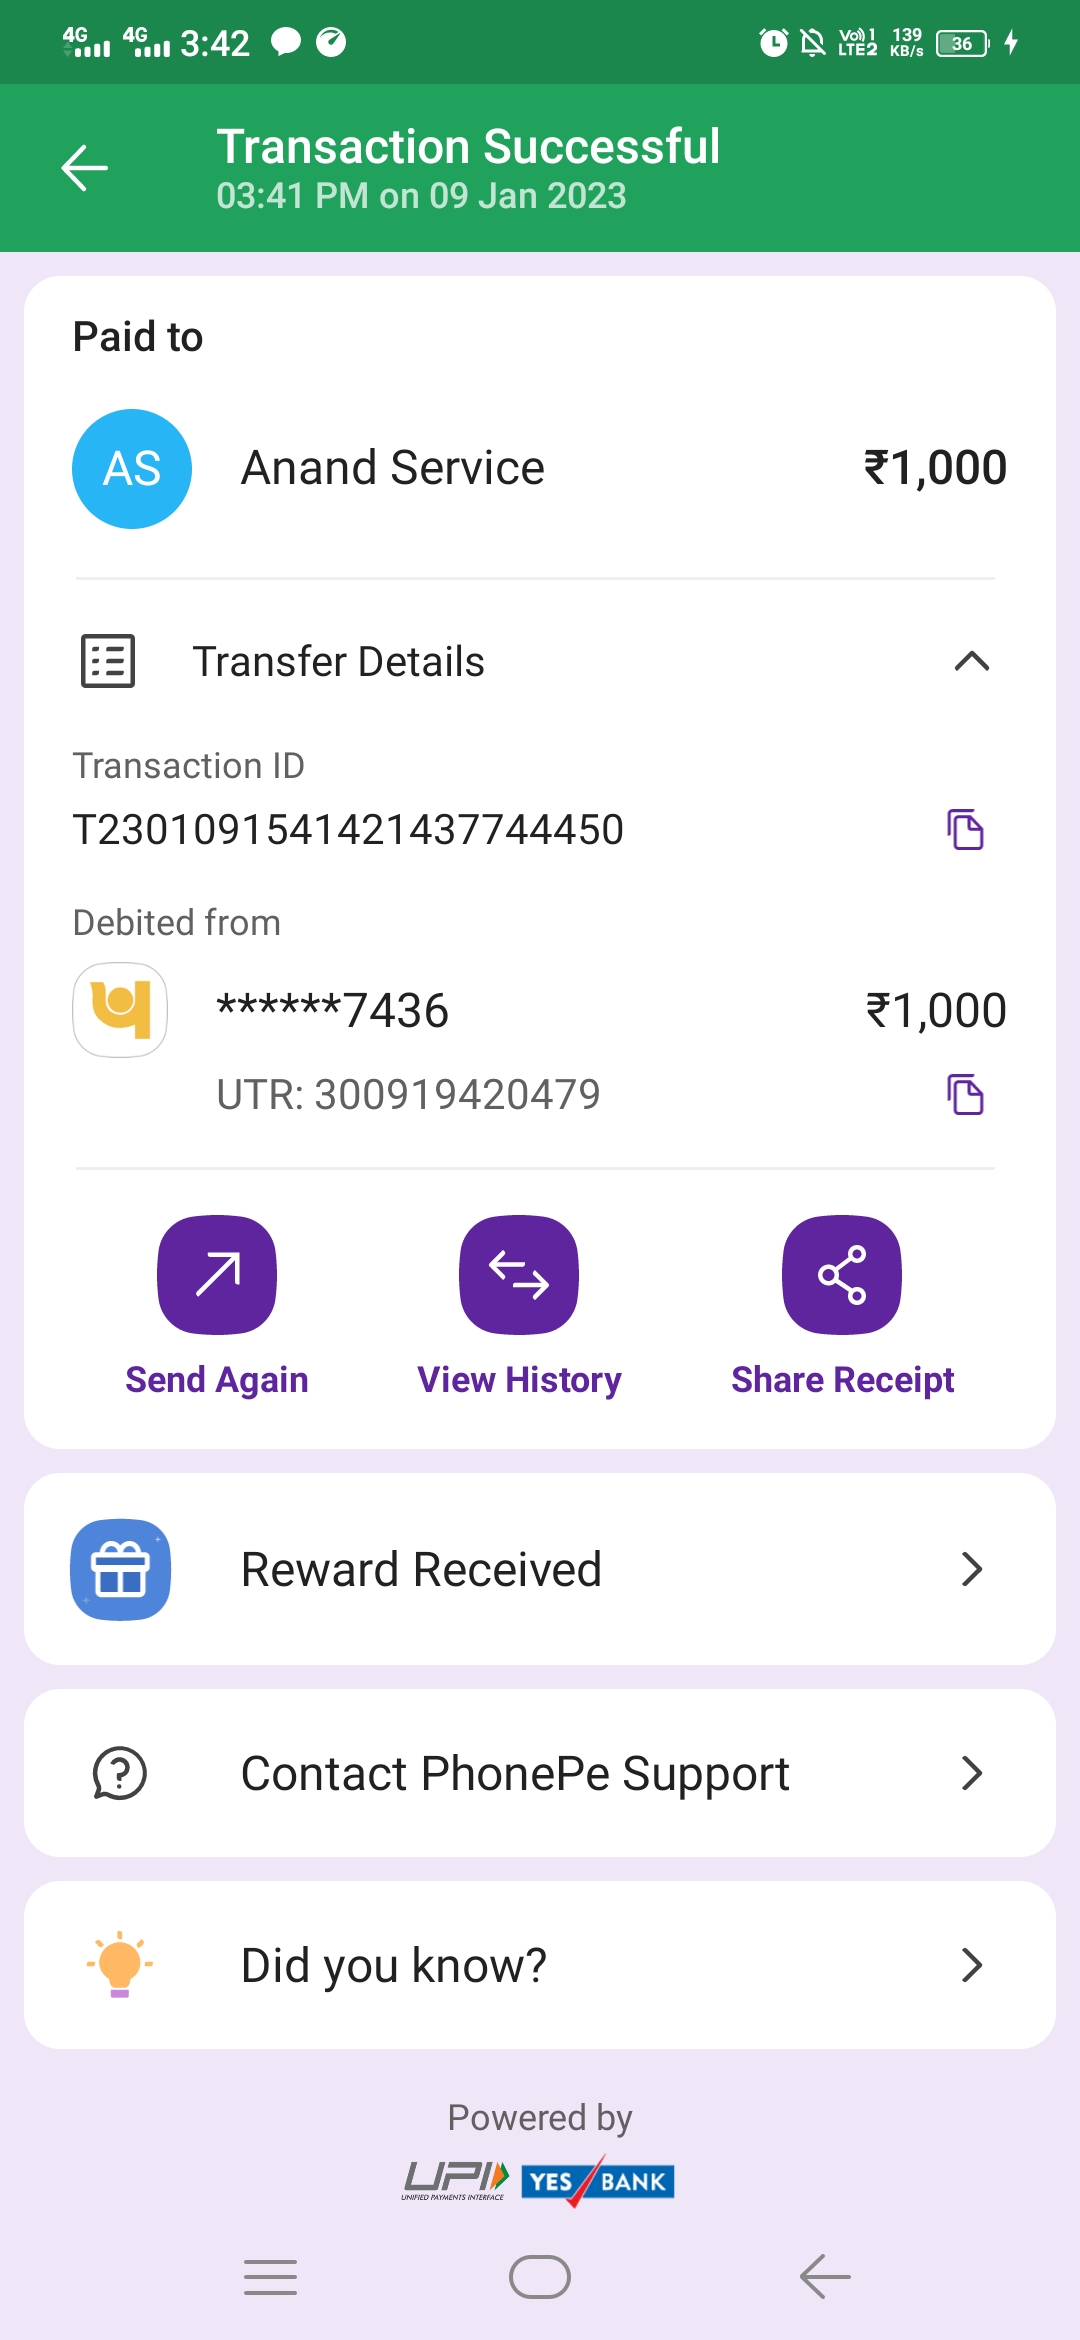 4G 4G 3:42 Vo)) 1 LTE2 139 KB/s 36
Transaction Successful
03:41 PM on 09 Jan 2023
Paid to
AS Anand Service ₹1,000
Transfer Details
Transaction ID
T2301091541421437744450
Debited from
******7436 ₹1,000
UTR: 300919420479
Send Again View History Share Receipt
Reward Received
Contact PhonePe Support
Did you know?
Powered by
UPI YES BANK
UNIFIED PAYMENTS INTERFACE